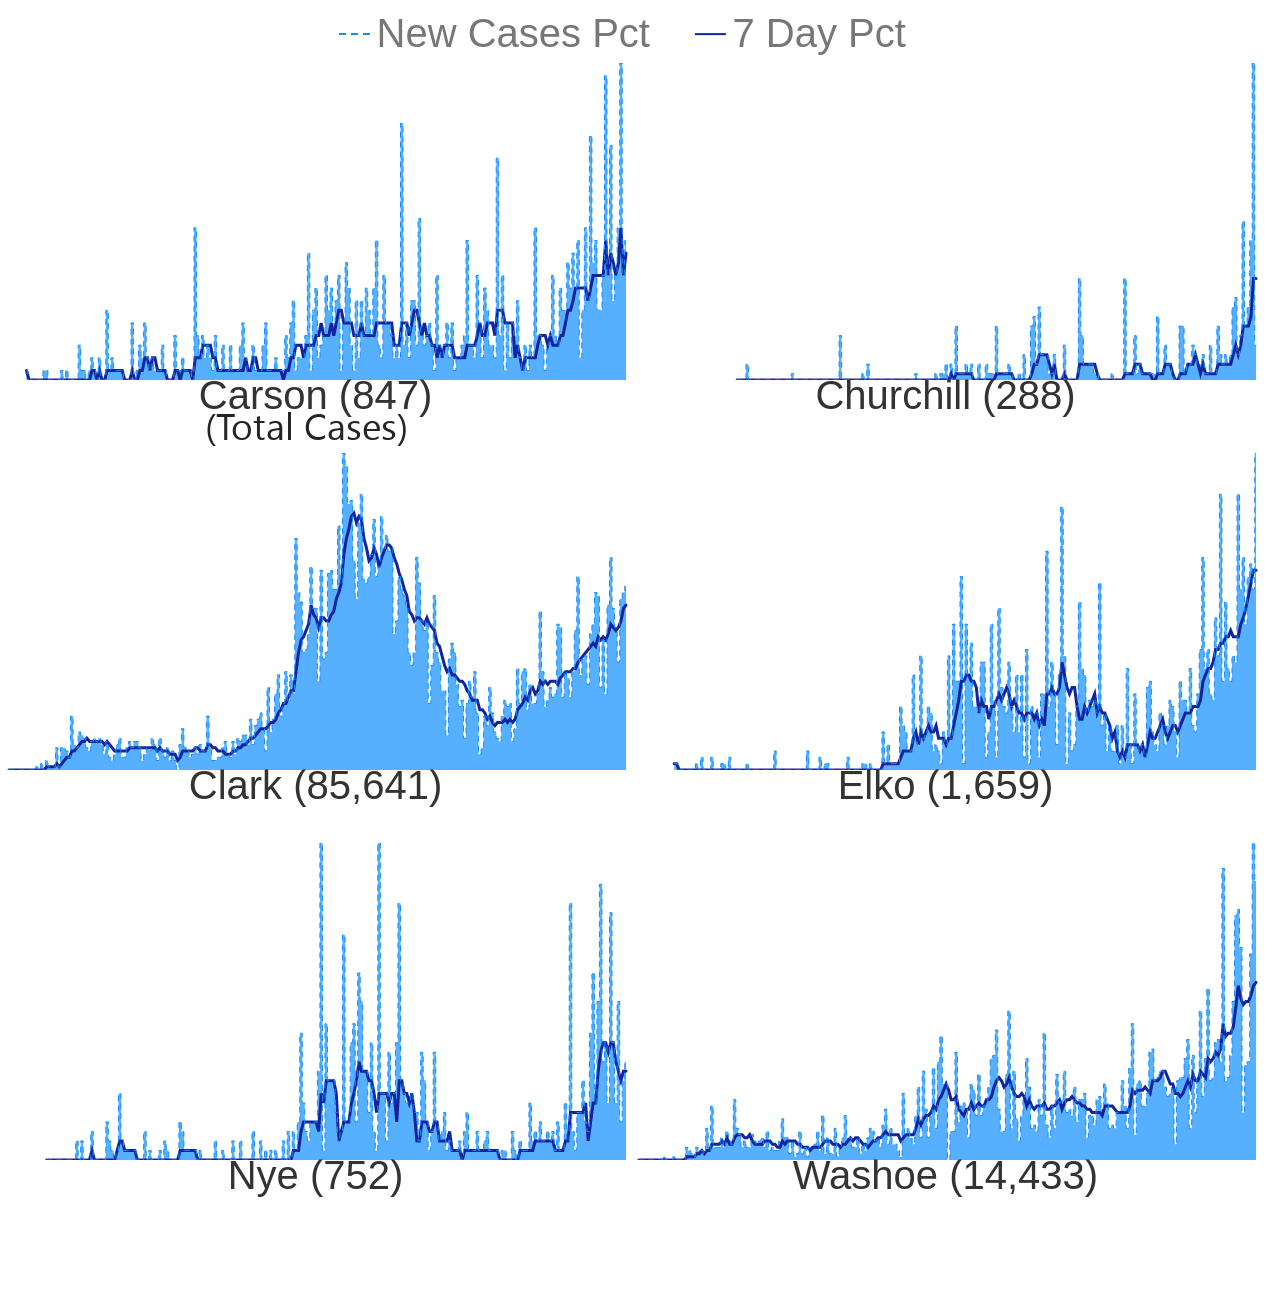 New Cases Pct 7 Day Pct
Carson (847) Churchill (288)
(Total Cases)
Clark (85,641) Elko (1,659)
Nye (752) Washoe (14,433)